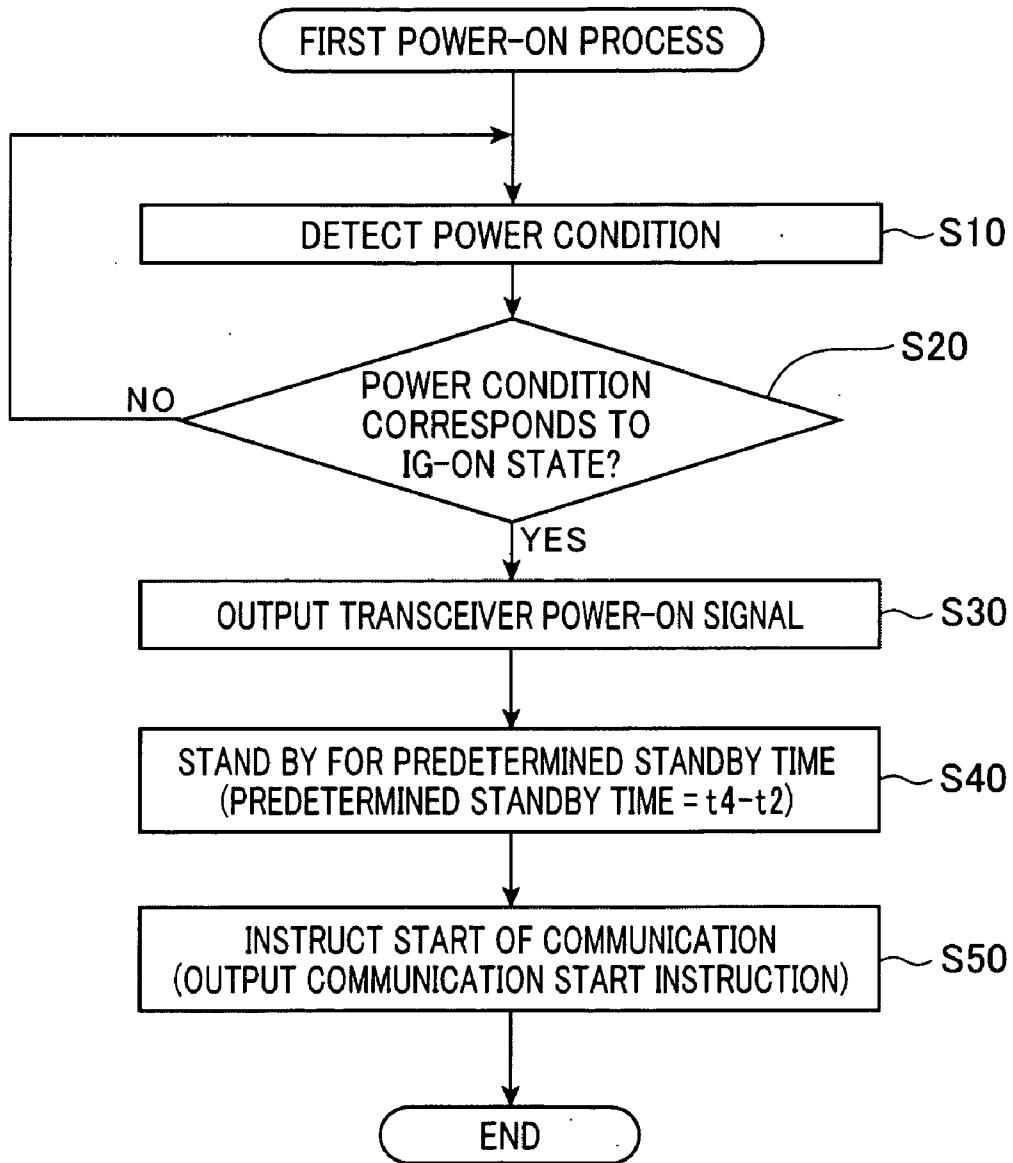 FIRST POWER-ON PROCESS
DETECT POWER CONDITION
S10
S20
POWER CONDITION
CORRESPONDS TO
IG-ON STATE?
NO
YES
OUTPUT TRANSCEIVER POWER-ON SIGNAL
S30
STAND BY FOR PREDETERMINED STANDBY TIME
(PREDETERMINED STANDBY TIME = t4-t2)
S40
INSTRUCT START OF COMMUNICATION
(OUTPUT COMMUNICATION START INSTRUCTION)
S50
END